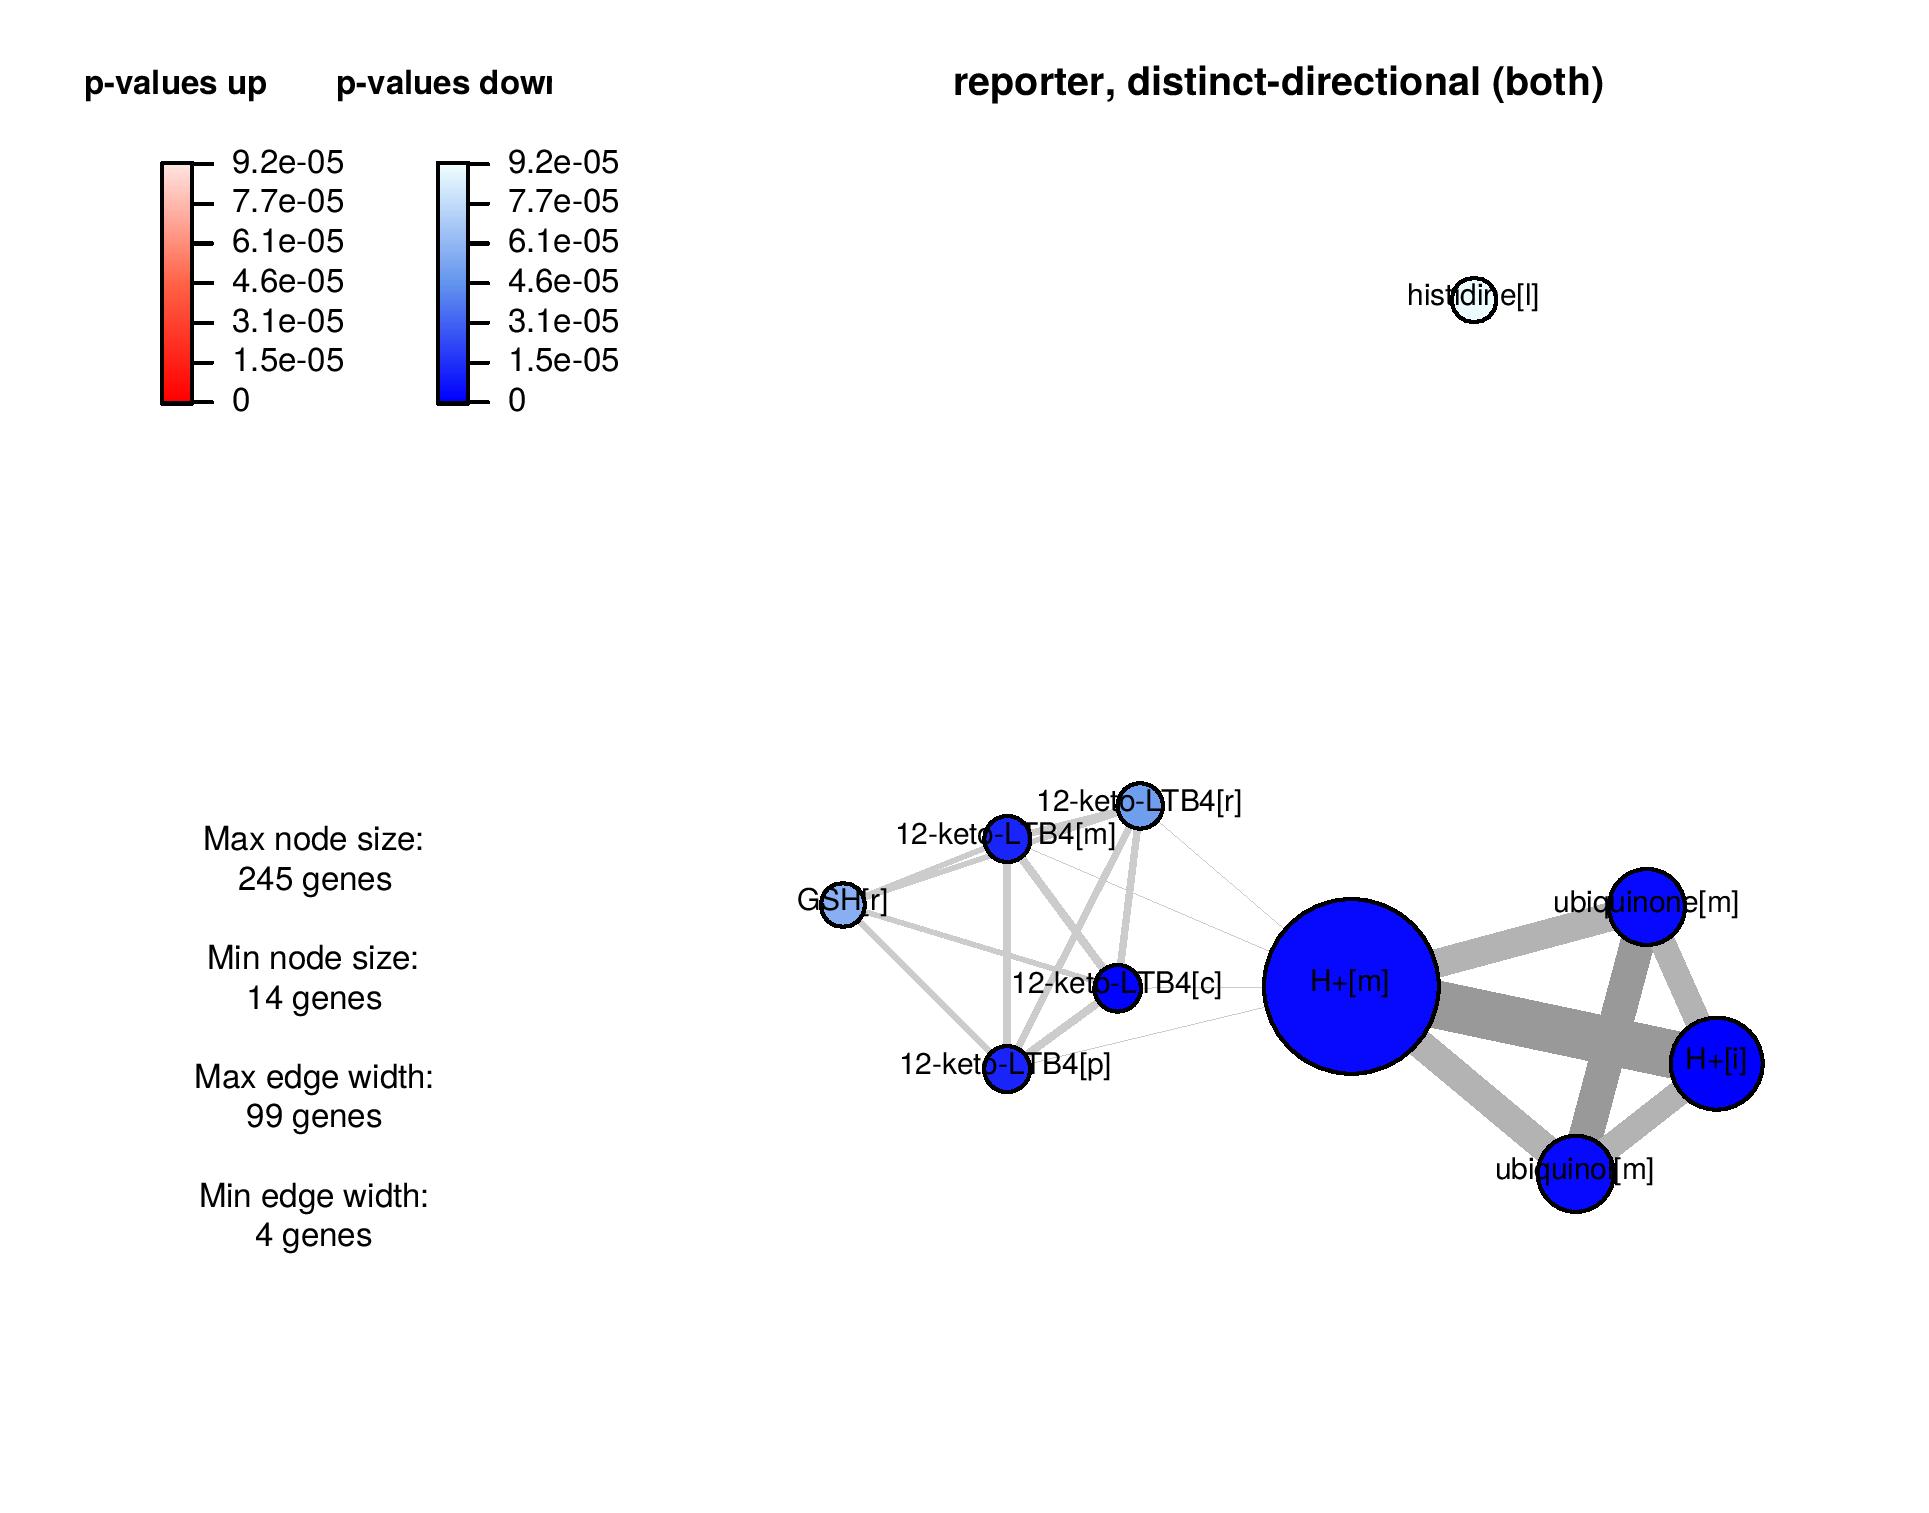 p-values up
p-values down
reporter, distinct-directional (both)
9.2e-05
7.7e-05
6.1e-05
4.6e-05
3.1e-05
1.5e-05
0
9.2e-05
7.7e-05
6.1e-05
4.6e-05
3.1e-05
1.5e-05
0
histidine[l]
12-keto-LTB4[r]
12-keto-LTB4[m]
GSH[r]
12-keto-LTB4[c]
12-keto-LTB4[p]
H+[m]
ubiquinone[m]
H+[i]
ubiquinol[m]
Max node size:
245 genes
Min node size:
14 genes
Max edge width:
99 genes
Min edge width:
4 genes